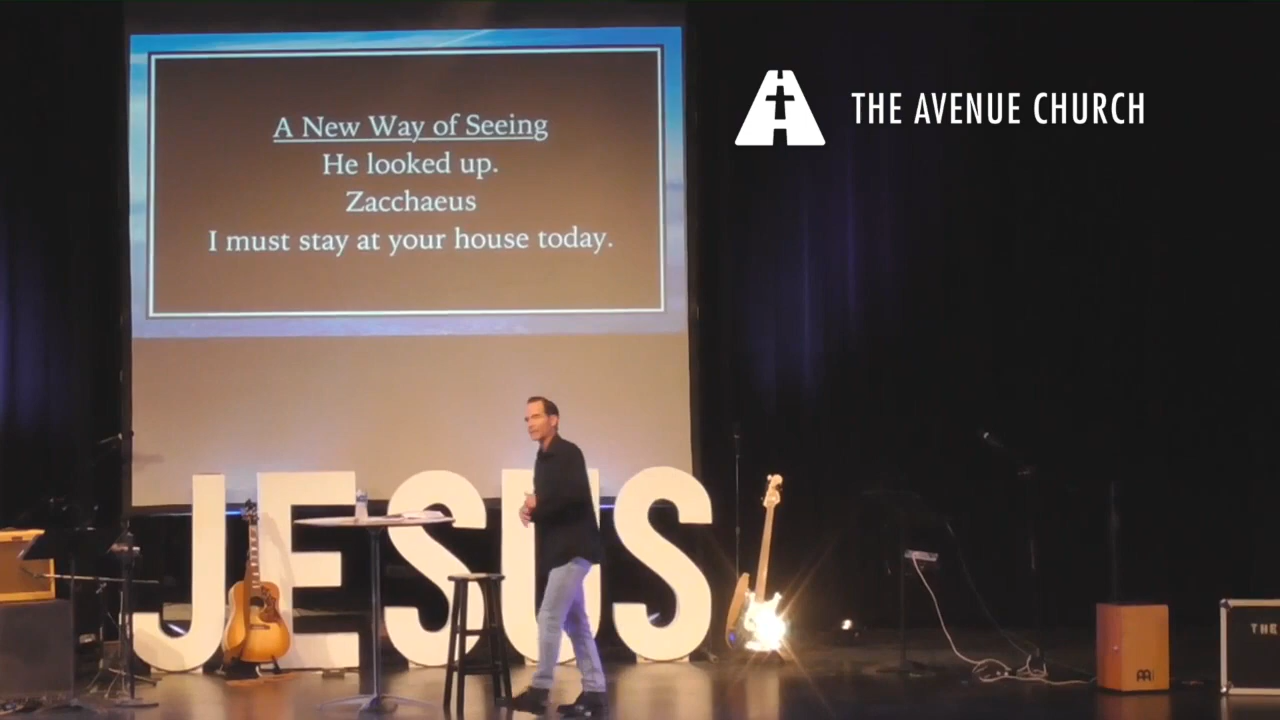 A New Way of Seeing
He looked up.
Zacchaeus
I must stay at your house today.
THE AVENUE CHURCH
JESUS
THE